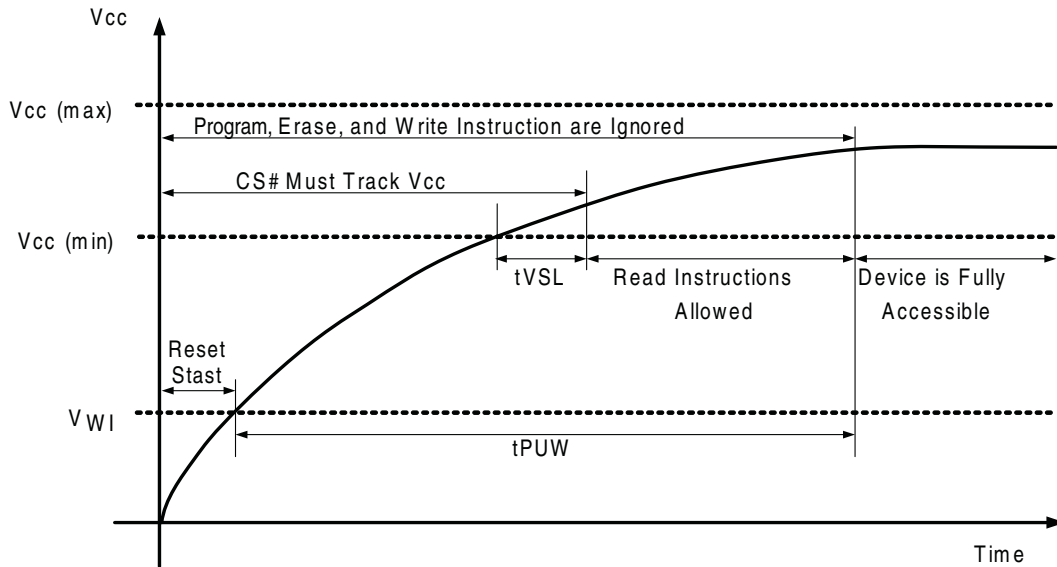 Vcc
Vcc (max)
Program, Erase, and Write Instruction are Ignored
CS# Must Track Vcc
Vcc (min)
tVSL
Read Instructions
Allowed
Device is Fully
Accessible
Reset
Stast
VWI
tPUW
Time